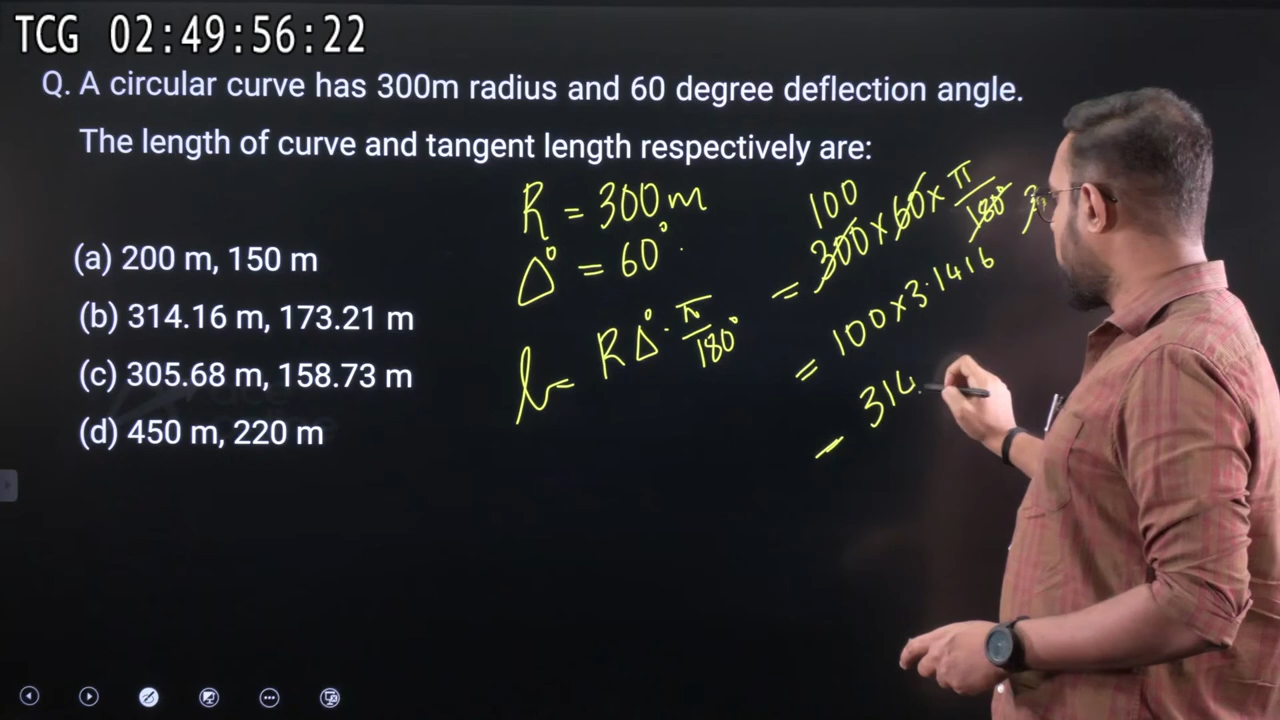 TCG 02:49:56:22
Q. A circular curve has 300m radius and 60 degree deflection angle.
The length of curve and tangent length respectively are:
(a) 200 m, 150 m
(b) 314.16 m, 173.21 m
(c) 305.68 m, 158.73 m
(d) 450 m, 220 m
R = 300m
Δ° = 60°.
l = RΔ° · π/180°
100
= 300 × 60 × π/180° 3
= 100 × 3.1416
= 314.